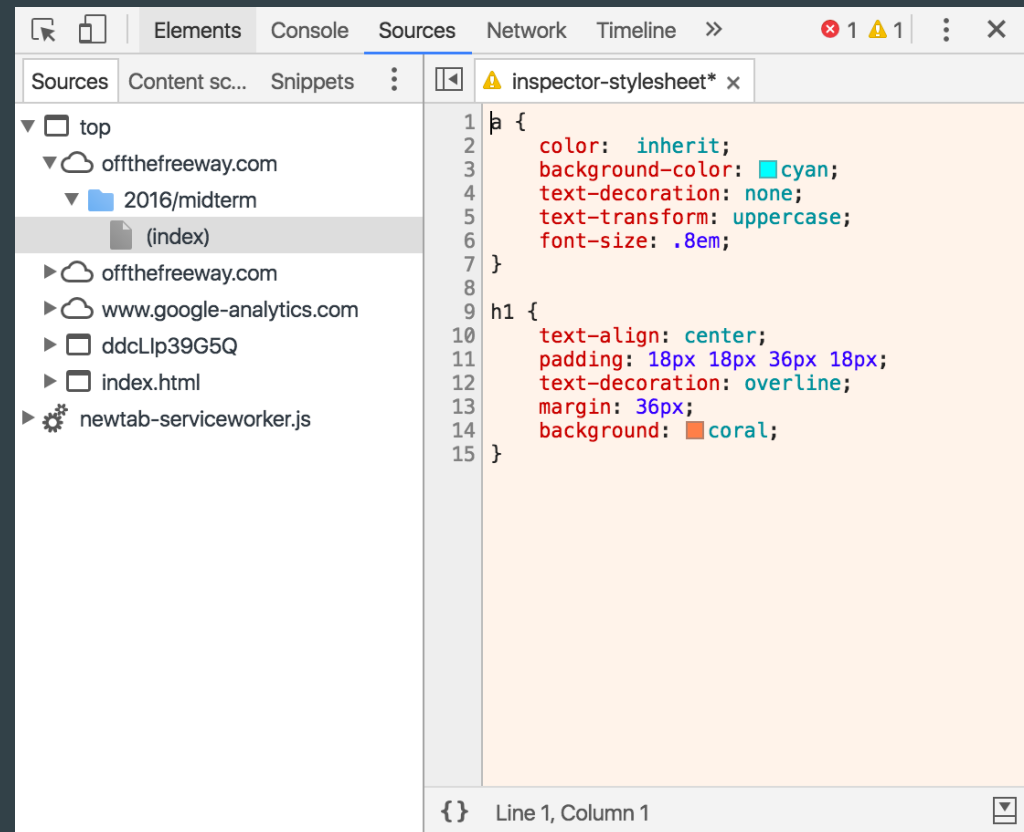 Elements Console Sources Network Timeline » 1 1
Sources Content sc... Snippets
inspector-stylesheet*
top
offthefreeway.com
2016/midterm
(index)
offthefreeway.com
www.google-analytics.com
ddcLlp39G5Q
index.html
newtab-serviceworker.js
1 a {
2 color:  inherit;
3 background-color: cyan;
4 text-decoration: none;
5 text-transform: uppercase;
6 font-size: .8em;
7 }
8
9 h1 {
10 text-align: center;
11 padding: 18px 18px 36px 18px;
12 text-decoration: overline;
13 margin: 36px;
14 background: coral;
15 }
{} Line 1, Column 1